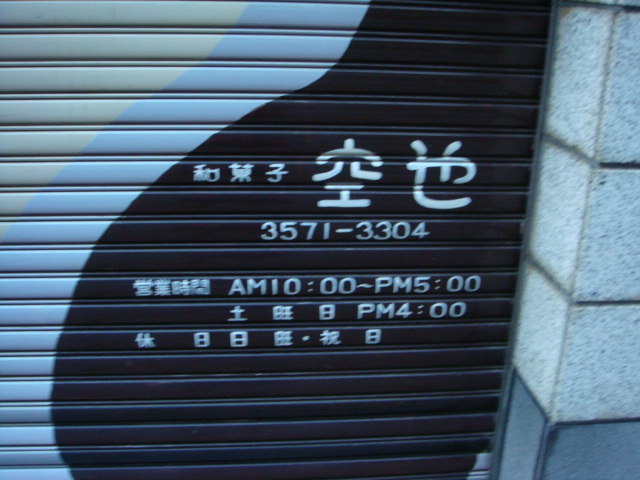 和菓子 空也
3571-3304
営業時間 AM10:00~PM5:00
土曜日 PM4:00
休日 日曜・祝日